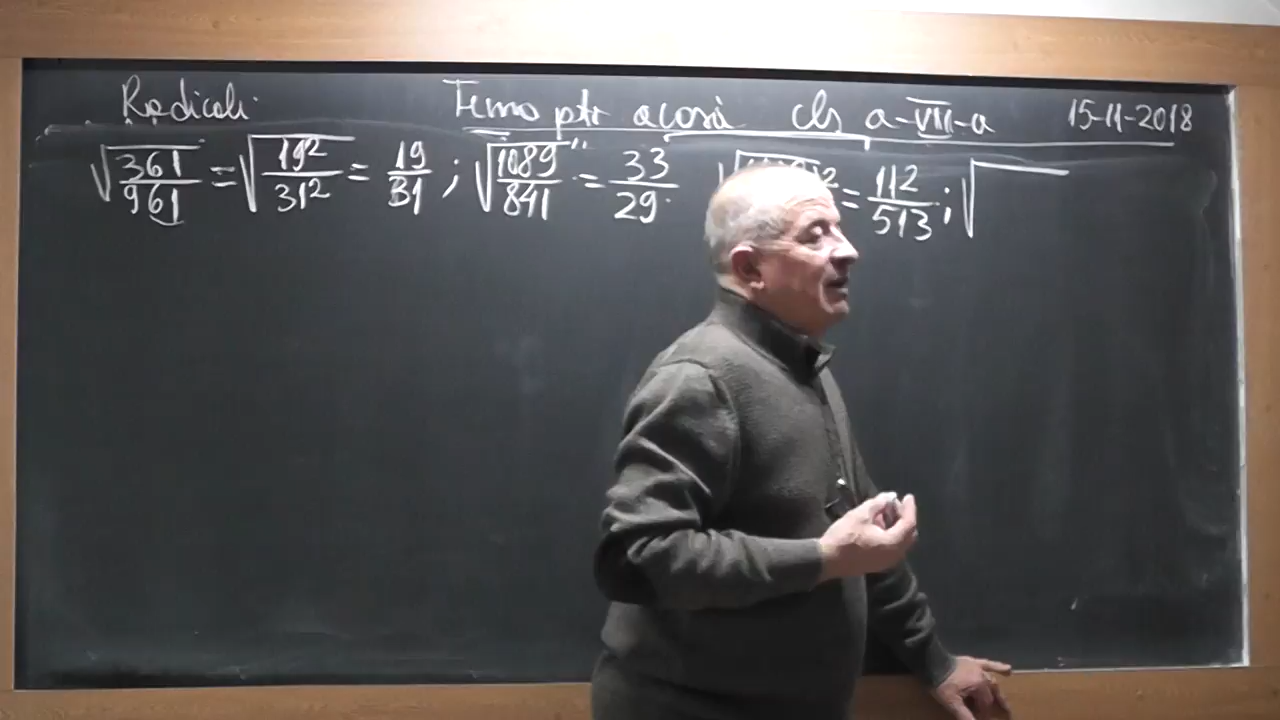 Radicali Tema ptr acasă cls a-VIII-a 15-11-2018
√361/961 = √19²/31² = 19/31 ; √1089/841 = 33/29 = 112/513 ; √